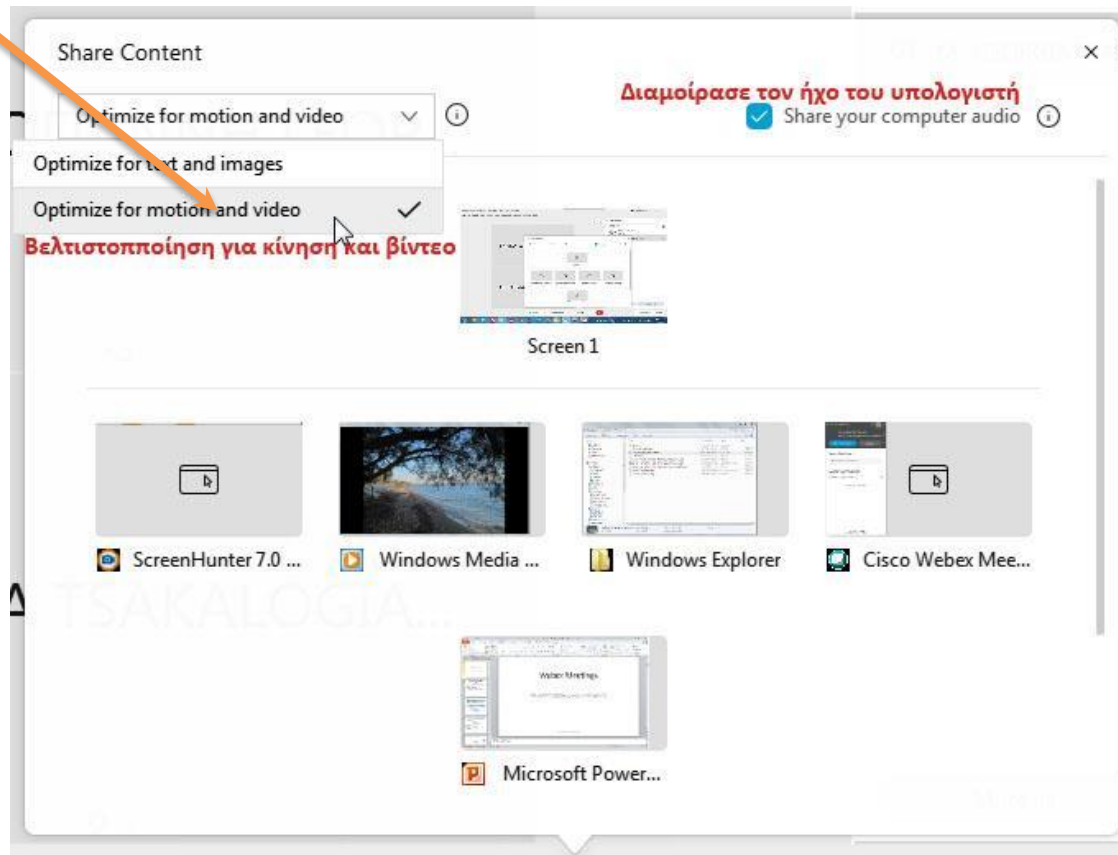 Share Content
Διαμοίρασε τον ήχο του υπολογιστή
Optimize for motion and video
Share your computer audio
Optimize for text and images
Optimize for motion and video
Βελτιστοπποίηση για κίνηση και βίντεο
Screen 1
ScreenHunter 7.0 ...
Windows Media ...
Windows Explorer
Cisco Webex Mee...
TSAKALOGIA...
Webex Meetings
Microsoft Power...